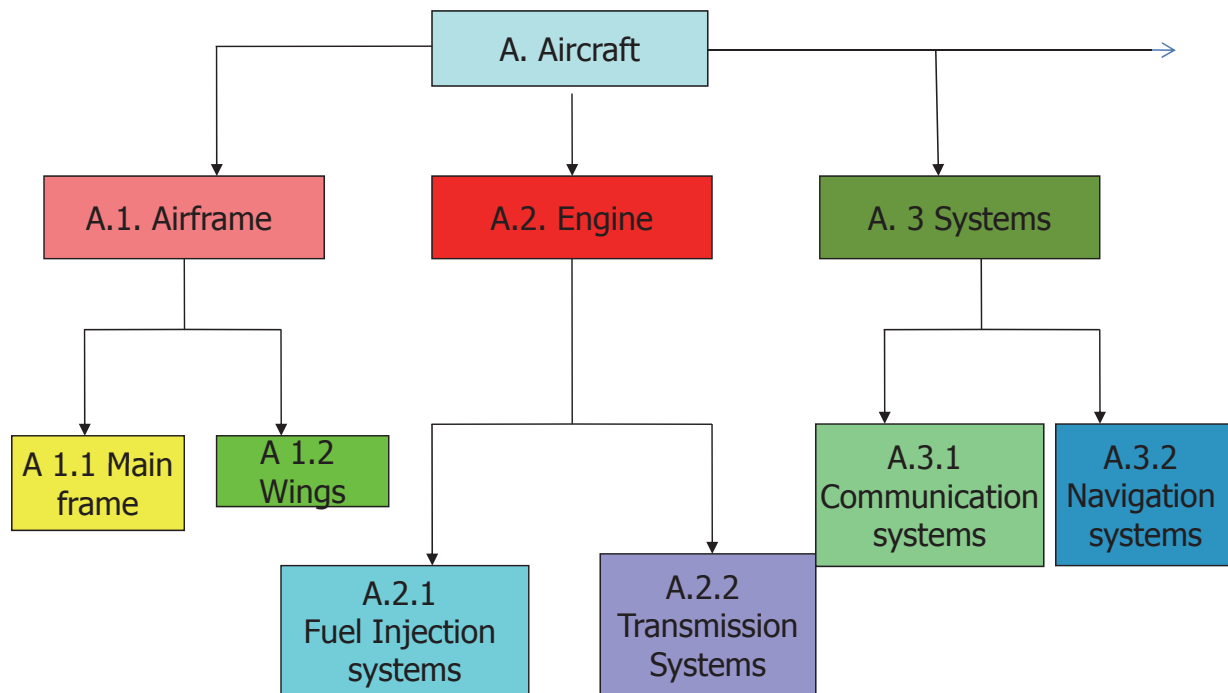 A. Aircraft
A.1. Airframe
A.2. Engine
A. 3 Systems
A 1.1 Main
frame
A 1.2
Wings
A.2.1
Fuel Injection
systems
A.2.2
Transmission
Systems
A.3.1
Communication
systems
A.3.2
Navigation
systems